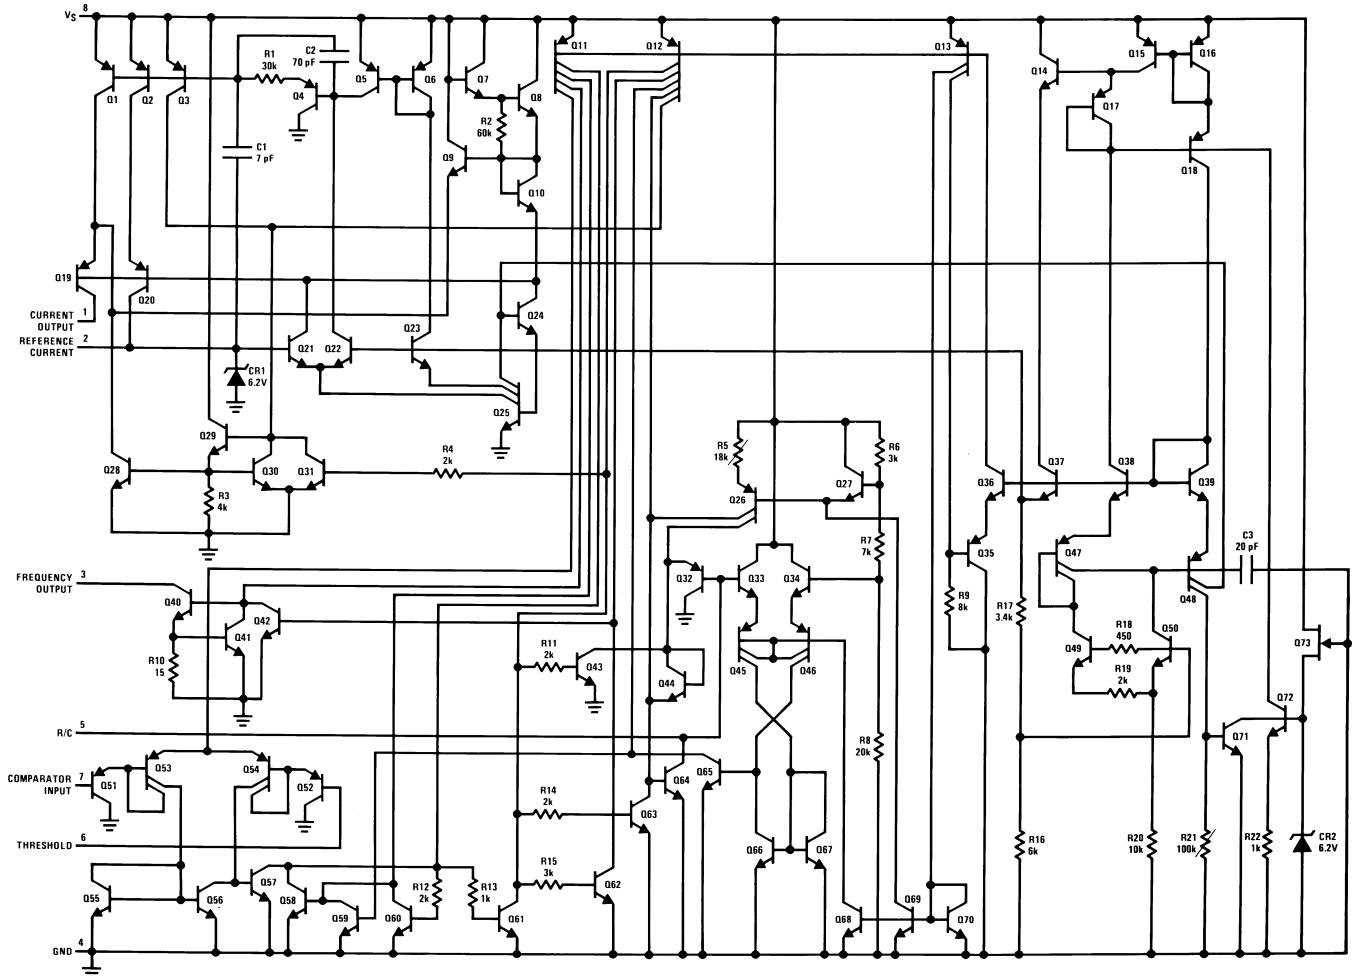 VS 8
Q1
Q2
Q3
R1
30k
C2
70 pF
Q4
Q5
Q6
Q7
Q8
R2
60k
C1
7 pF
Q9
Q10
Q11
Q12
Q13
Q14
Q15
Q16
Q17
Q18
Q19
Q20
CURRENT
OUTPUT 1
REFERENCE
CURRENT 2
Q21
Q22
Q23
Q24
Q25
CR1
6.2V
Q28
Q29
Q30
Q31
R3
4k
R4
2k
R5
18k
R6
3k
Q26
Q27
R7
7k
Q32
Q33
Q34
Q35
Q36
Q37
Q38
Q39
C3
20 pF
R9
8k
R17
3.4k
Q47
Q48
FREQUENCY
OUTPUT 3
Q40
Q41
Q42
R10
15
R11
2k
Q43
Q44
Q45
Q46
R18
450
R19
2k
Q49
Q50
Q73
R/C 5
R8
20k
Q71
Q72
COMPARATOR
INPUT 7
Q51
Q53
Q54
Q52
THRESHOLD 6
R14
2k
Q63
Q64
Q65
Q66
Q67
R16
6k
R20
10k
R21
100k
R22
1k
CR2
6.2V
Q55
Q56
Q57
Q58
Q59
Q60
R12
2k
R13
1k
R15
3k
Q61
Q62
Q68
Q69
Q70
GND 4